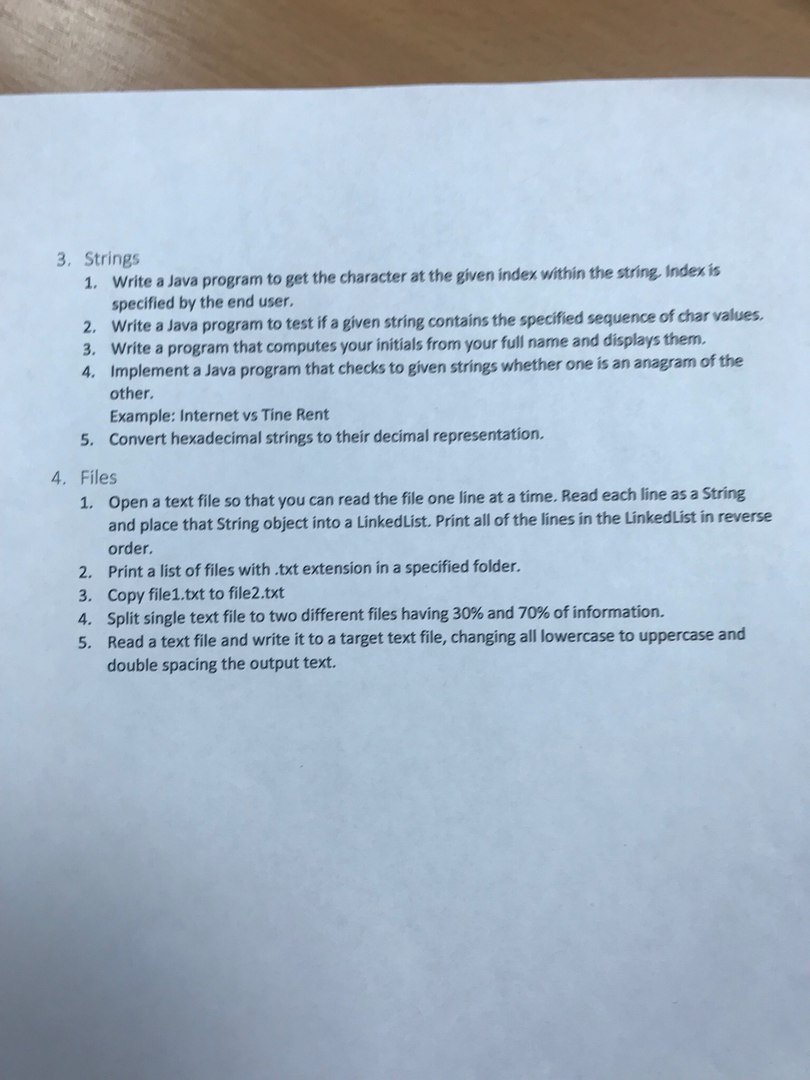 3. Strings
1. Write a Java program to get the character at the given index within the string. Index is
specified by the end user.
2. Write a Java program to test if a given string contains the specified sequence of char values.
3. Write a program that computes your initials from your full name and displays them.
4. Implement a Java program that checks to given strings whether one is an anagram of the
other.
Example: Internet vs Tine Rent
5. Convert hexadecimal strings to their decimal representation.
4. Files
1. Open a text file so that you can read the file one line at a time. Read each line as a String
and place that String object into a LinkedList. Print all of the lines in the LinkedList in reverse
order.
2. Print a list of files with .txt extension in a specified folder.
3. Copy file1.txt to file2.txt
4. Split single text file to two different files having 30% and 70% of information.
5. Read a text file and write it to a target text file, changing all lowercase to uppercase and
double spacing the output text.